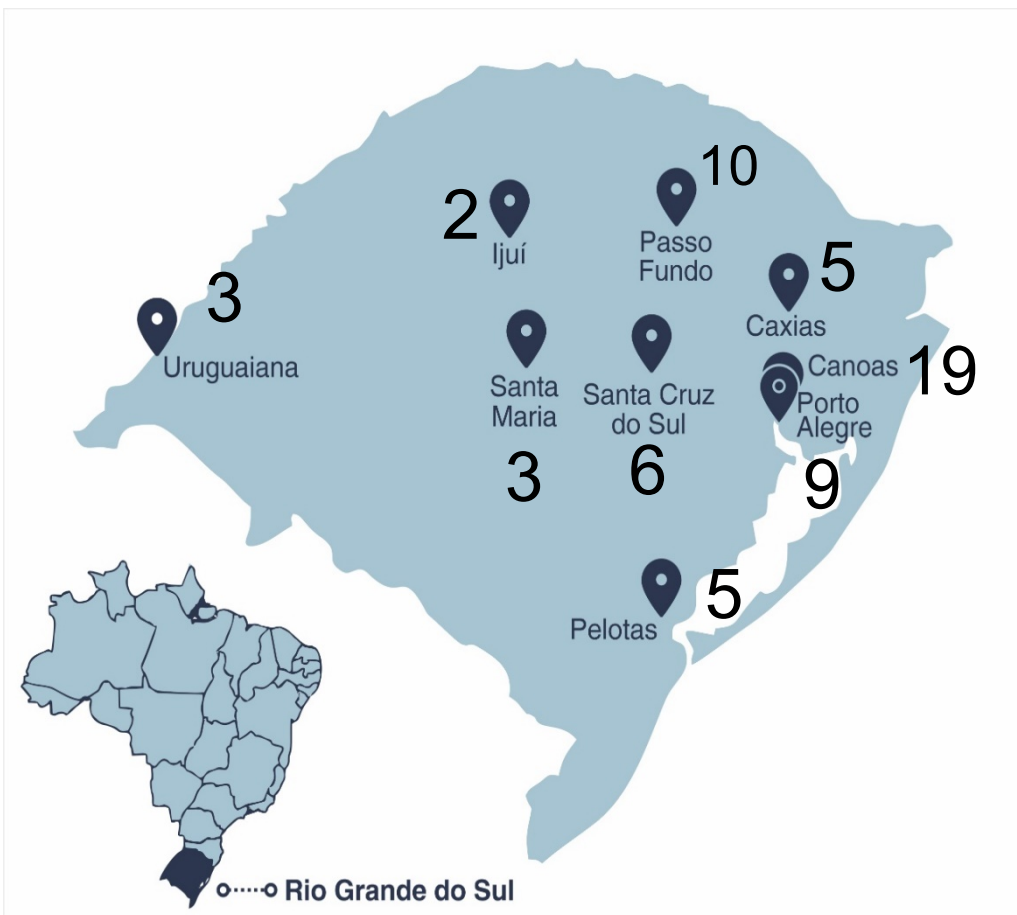 10
2
Ijuí
Passo
Fundo
5
3
Caxias
Uruguaiana
Canoas 19
Santa
Maria
Santa Cruz
do Sul
Porto
Alegre
3
6
9
5
Pelotas
Rio Grande do Sul